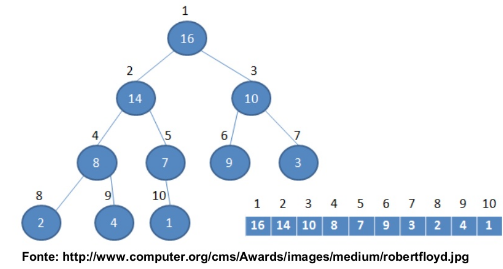 1
16
2 3
14 10
4 5 6 7
8 7 9 3
8 9 10
2 4 1
1 2 3 4 5 6 7 8 9 10
16 14 10 8 7 9 3 2 4 1
Fonte: http://www.computer.org/cms/Awards/images/medium/robertfloyd.jpg